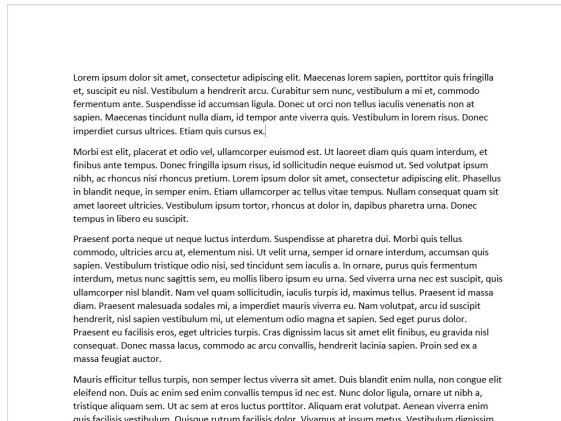 Lorem ipsum dolor sit amet, consectetur adipiscing elit. Maecenas lorem sapien, porttitor quis fringilla
et, suscipit eu nisl. Vestibulum a hendrerit arcu. Curabitur sem nunc, vestibulum a mi et, commodo
fermentum ante. Suspendisse id accumsan ligula. Donec ut orci non tellus iaculis venenatis non at
sapien. Maecenas tincidunt nulla diam, id tempor ante viverra quis. Vestibulum in lorem risus. Donec
imperdiet cursus ultrices. Etiam quis cursus ex.
Morbi est elit, placerat et odio vel, ullamcorper euismod est. Ut laoreet diam quis quam interdum, et
finibus ante tempus. Donec fringilla ipsum risus, id sollicitudin neque euismod ut. Sed volutpat ipsum
nibh, ac rhoncus nisi rhoncus pretium. Lorem ipsum dolor sit amet, consectetur adipiscing elit. Phasellus
in blandit neque, in semper enim. Etiam ullamcorper ac tellus vitae tempus. Nullam consequat quam sit
amet laoreet ultricies. Vestibulum ipsum tortor, rhoncus at dolor in, dapibus pharetra urna. Donec
tempus in libero eu suscipit.
Praesent porta neque ut neque luctus interdum. Suspendisse at pharetra dui. Morbi quis tellus
commodo, ultricies arcu at, elementum nisi. Ut velit urna, semper id ornare interdum, accumsan quis
sapien. Vestibulum tristique odio nisi, sed tincidunt sem iaculis a. In ornare, purus quis fermentum
interdum, metus nunc sagittis sem, eu mollis libero ipsum eu urna. Sed viverra urna nec est suscipit, quis
ullamcorper nisl blandit. Nam vel quam sollicitudin, iaculis turpis id, maximus tellus. Praesent id massa
diam. Praesent malesuada sodales mi, a imperdiet mauris viverra eu. Nam volutpat, arcu id suscipit
hendrerit, nisl sapien vestibulum mi, ut elementum odio magna et sapien. Sed eget purus dolor.
Praesent eu facilisis eros, eget ultricies turpis. Cras dignissim lacus sit amet elit finibus, eu gravida nisl
consequat. Donec massa lacus, commodo ac arcu convallis, hendrerit lacinia sapien. Proin sed ex a
massa feugiat auctor.
Mauris efficitur tellus turpis, non semper lectus viverra sit amet. Duis blandit enim nulla, non congue elit
eleifend non. Duis ac enim sed enim convallis tempus id nec est. Nunc dolor ligula, ornare ut nibh a,
tristique aliquam sem. Ut ac sem at eros luctus porttitor. Aliquam erat volutpat. Aenean viverra enim
quis facilisis vestibulum. Quisque rutrum facilisis dolor. Vivamus at ipsum metus. Vestibulum dignissim